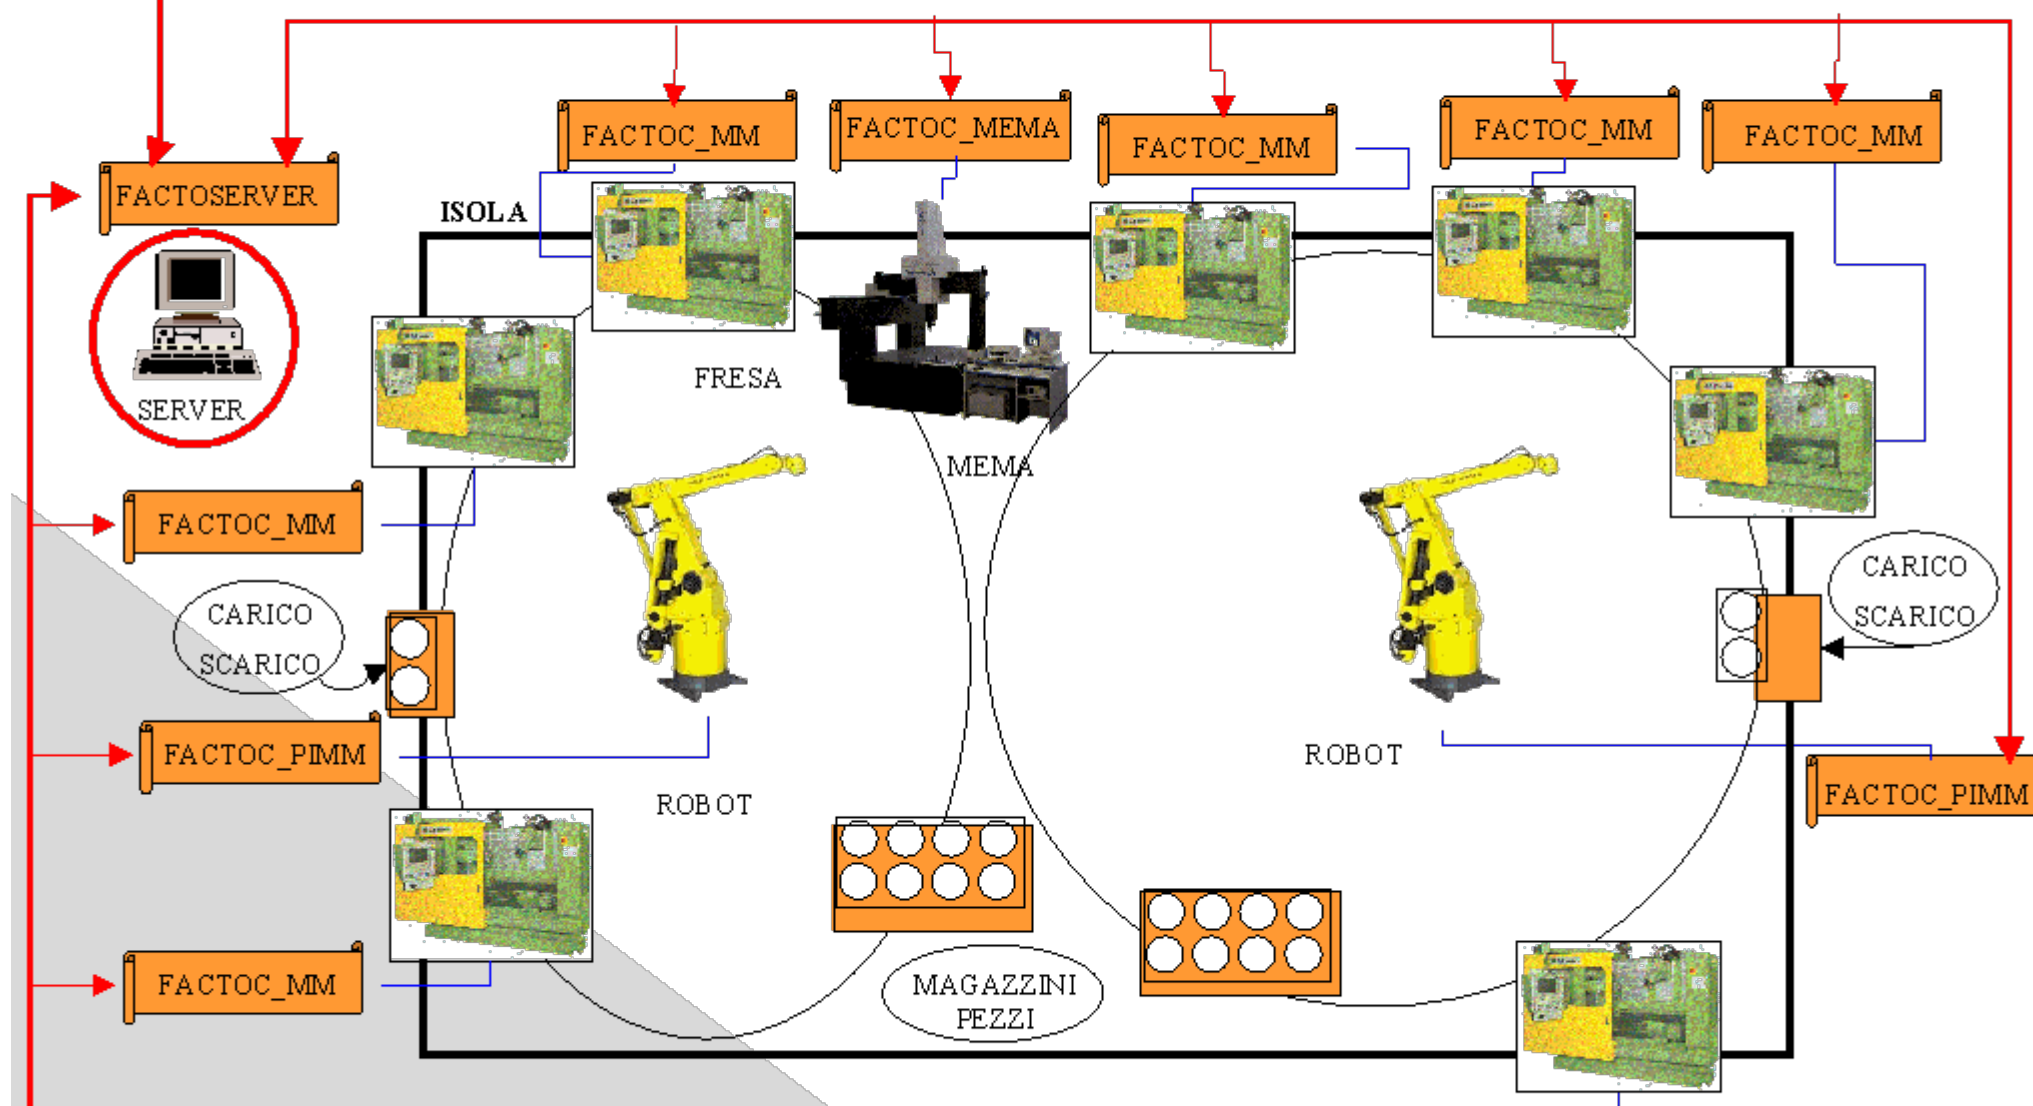 FACTOC_MM
FACTOC_MEMA
FACTOC_MM
FACTOC_MM
FACTOC_MM
FACTOSERVER
ISOLA
SERVER
FRESA
MEMA
FACTOC_MM
CARICO
SCARICO
CARICO
SCARICO
FACTOC_PIMM
ROBOT
ROBOT
FACTOC_PIMM
FACTOC_MM
MAGAZZINI
PEZZI